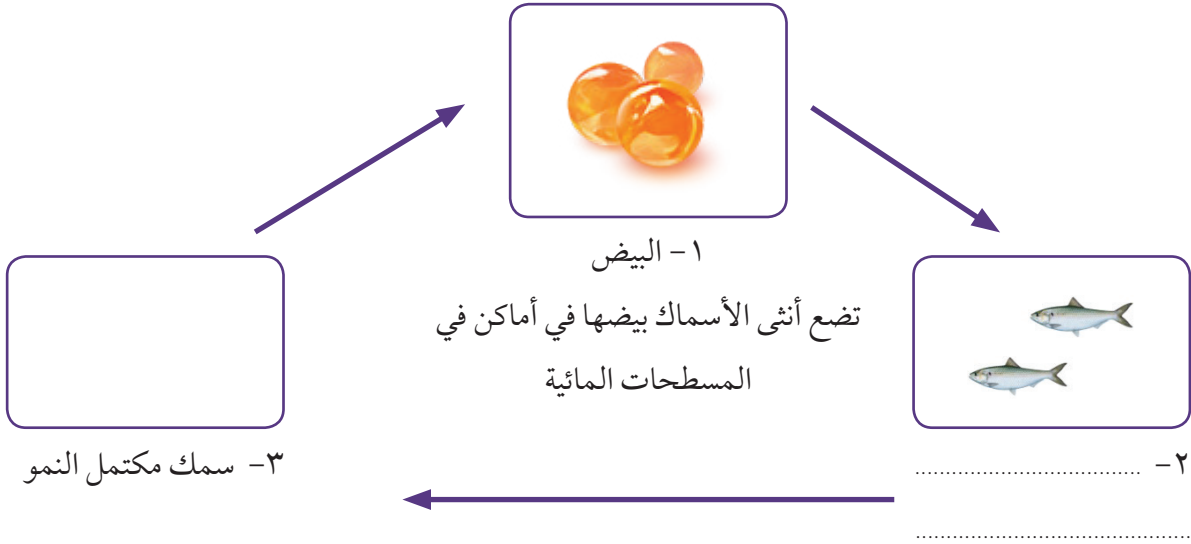 ١- البيض
تضع أنثى الأسماك بيضها في أماكن في
المسطحات المائية
٢- ......................................
..............................................
٣- سمك مكتمل النمو